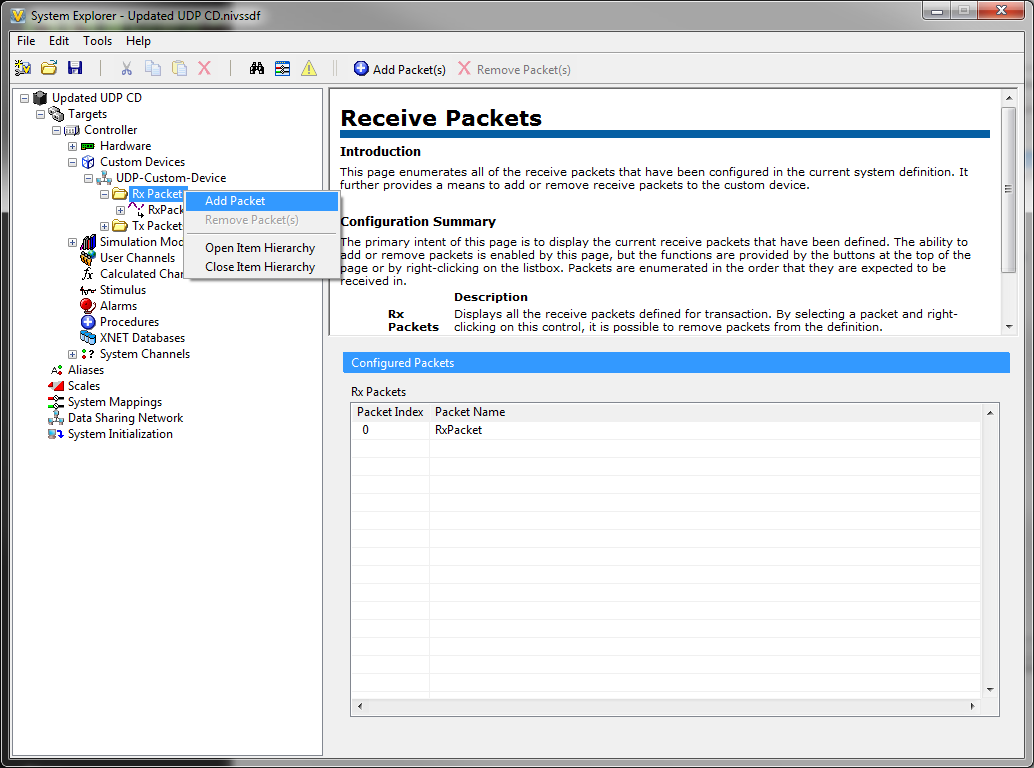 System Explorer - Updated UDP CD.nivssdf
File Edit Tools Help
Add Packet(s) Remove Packet(s)
Updated UDP CD
Targets
Controller
Hardware
Custom Devices
UDP-Custom-Device
Rx Packet
RxPack
Tx Packet
Simulation Mod
User Channels
Calculated Chan
Stimulus
Alarms
Procedures
XNET Databases
System Channels
Aliases
Scales
System Mappings
Data Sharing Network
System Initialization
Add Packet
Remove Packet(s)
Open Item Hierarchy
Close Item Hierarchy
Receive Packets
Introduction
This page enumerates all of the receive packets that have been configured in the current system definition. It
further provides a means to add or remove receive packets to the custom device.
Configuration Summary
The primary intent of this page is to display the current receive packets that have been defined. The ability to
add or remove packets is enabled by this page, but the functions are provided by the buttons at the top of the
page or by right-clicking on the listbox. Packets are enumerated in the order that they are expected to be
received in.
Description
Rx Displays all the receive packets defined for transaction. By selecting a packet and right-
Packets clicking on this control, it is possible to remove packets from the definition.
Configured Packets
Rx Packets
Packet Index Packet Name
0 RxPacket